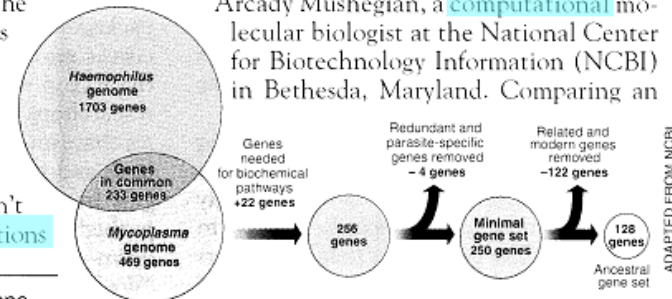 he
s
Arcady Mushegian, a computational mo-
lecular biologist at the National Center
for Biotechnology Information (NCBI)
in Bethesda, Maryland. Comparing an
Haemophilus
genome
1703 genes
Genes
in common
233 genes
Mycoplasma
genome
469 genes
n't
tions
Genes
needed
for biochemical
pathways
+22 genes
256
genes
Redundant and
parasite-specific
genes removed
– 4 genes
Minimal
gene set
250 genes
Related and
modern genes
removed
–122 genes
128
genes
Ancestral
gene set
ADAPTED FROM NCBI